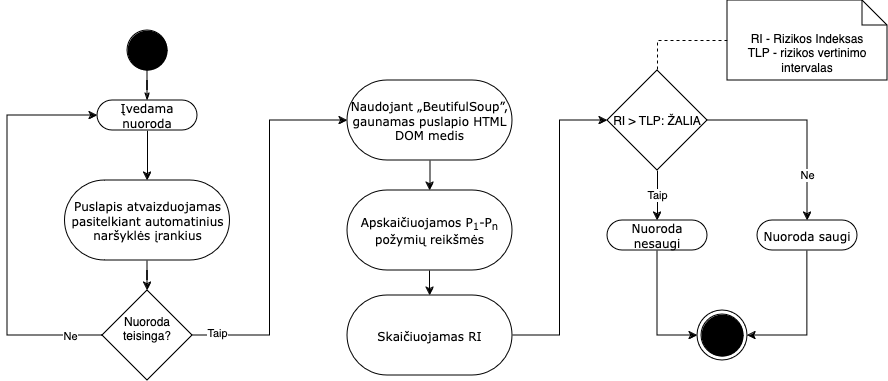 Įvedama
nuoroda
Puslapis atvaizduojamas
pasitelkiant automatinius
naršyklės įrankius
Nuoroda
teisinga?
Ne
Taip
Naudojant „BeutifulSoup”,
gaunamas puslapio HTML
DOM medis
Apskaičiuojamos P₁-Pₙ
požymių reikšmės
Skaičiuojamas RI
RI > TLP: ŽALIA
RI - Rizikos Indeksas
TLP - rizikos vertinimo
intervalas
Taip
Ne
Nuoroda
nesaugi
Nuoroda saugi